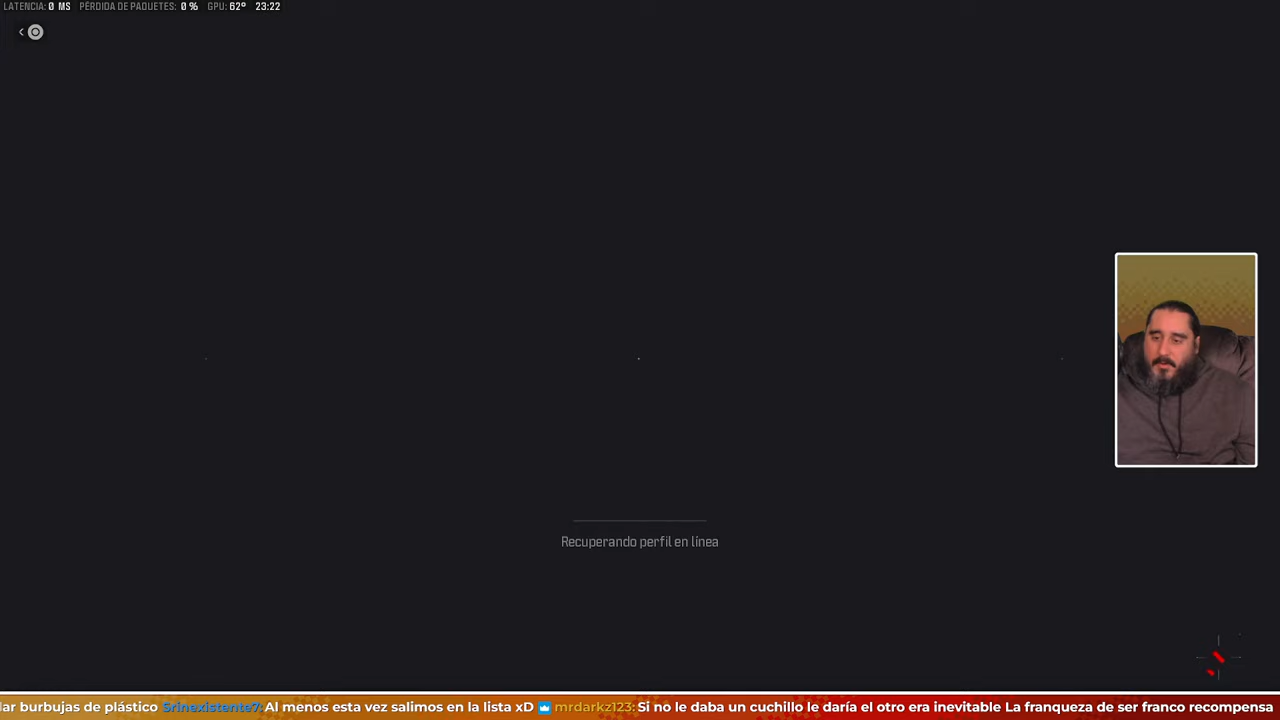 LATENCIA: 0 MS PÉRDIDA DE PAQUETES: 0 % GPU: 62º 23:22
Recuperando perfil en línea
lar burbujas de plástico Srinexistente7: Al menos esta vez salimos en la lista xD mrdarkz123: Si no le daba un cuchillo le daría el otro era inevitable La franqueza de ser franco recompensa